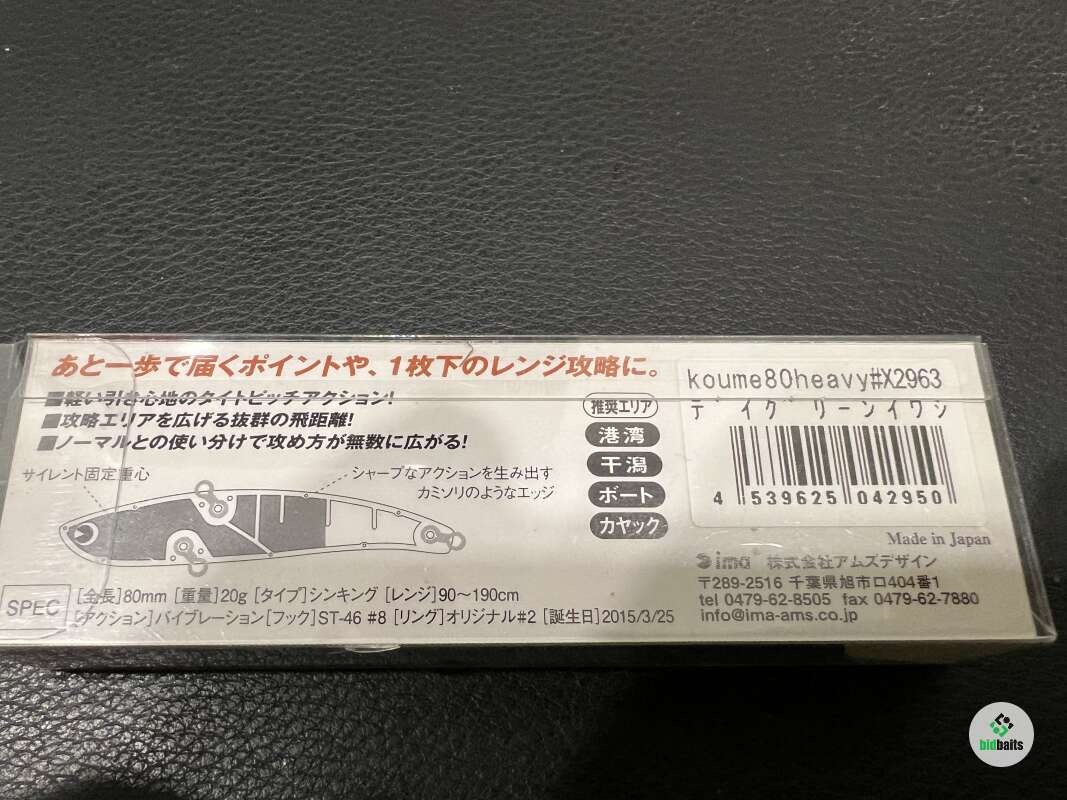 あと一歩で届くポイントや、1枚下のレンジ攻略に。
■軽い引き心地のタイトピッチアクション!
■攻略エリアを広げる抜群の飛距離!
■ノーマルとの使い分けで攻め方が無数に広がる!
サイレント固定重心
シャープなアクションを生み出す
カミソリのようなエッジ
推奨エリア
港湾
干潟
ボート
カヤック
koume80heavy#X2963
デイグリーンイワシ
4 539625 042950
Made in Japan
ima® 株式会社アムズデザイン
〒289-2516 千葉県旭市ロ404番1
tel 0479-62-8505 fax 0479-62-7880
info@ima-ams.co.jp
SPEC
[全長]80mm [重量]20g [タイプ]シンキング [レンジ]90～190cm
[アクション]バイブレーション[フック]ST-46 #8 [リング]オリジナル#2 [誕生日]2015/3/25
bidbaits